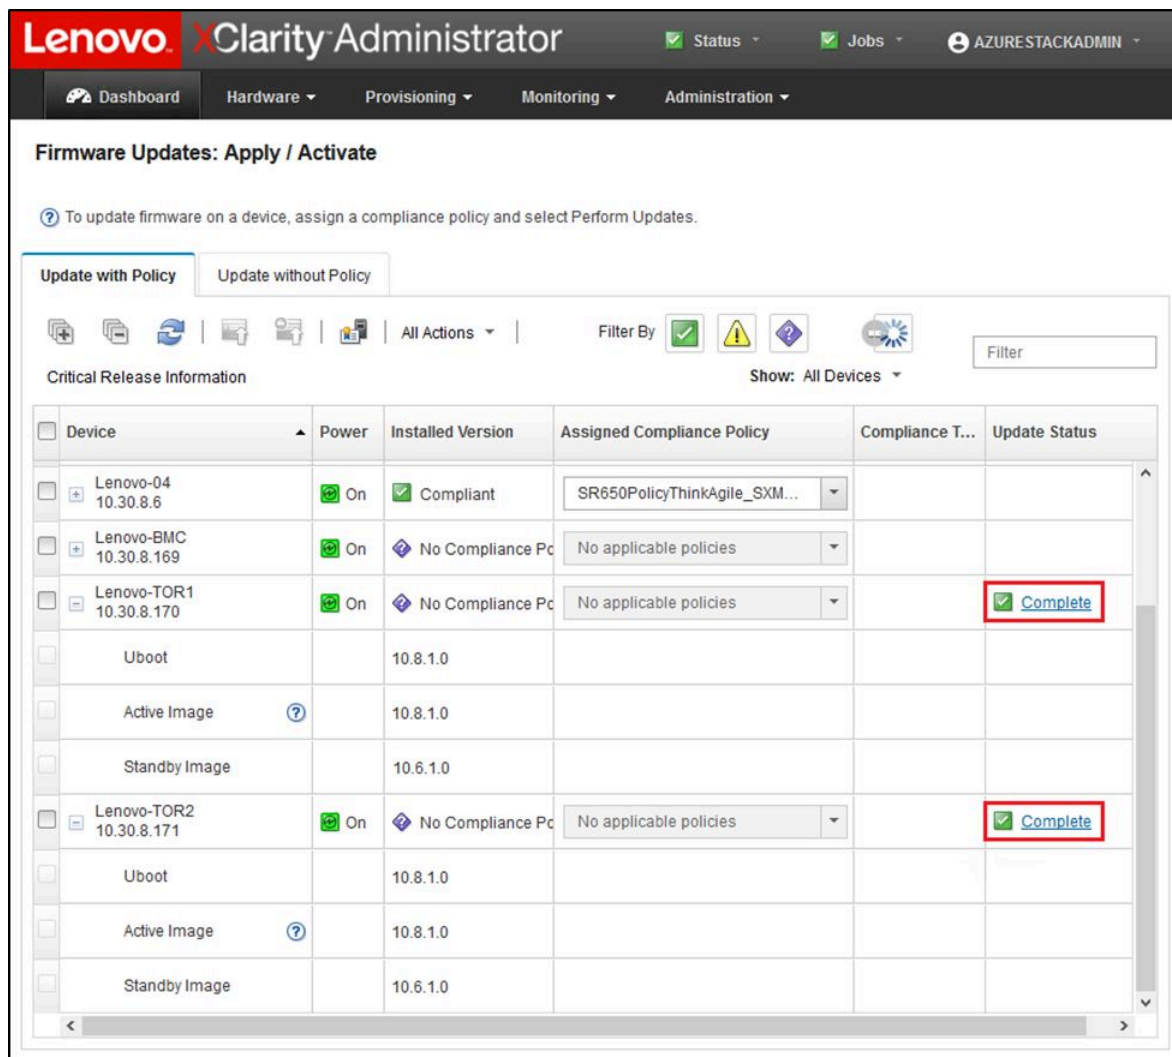 Lenovo. XClarity Administrator Status Jobs AZURESTACKADMIN
Dashboard Hardware Provisioning Monitoring Administration
Firmware Updates: Apply / Activate
? To update firmware on a device, assign a compliance policy and select Perform Updates.
Update with Policy Update without Policy
All Actions Filter By ? Filter
Critical Release Information Show: All Devices
Device Power Installed Version Assigned Compliance Policy Compliance T... Update Status
Lenovo-04
10.30.8.6 On Compliant SR650PolicyThinkAgile_SXM...
Lenovo-BMC
10.30.8.169 On ? No Compliance Po No applicable policies
Lenovo-TOR1
10.30.8.170 On ? No Compliance Po No applicable policies Complete
Uboot 10.8.1.0
Active Image ? 10.8.1.0
Standby Image 10.6.1.0
Lenovo-TOR2
10.30.8.171 On ? No Compliance Po No applicable policies Complete
Uboot 10.8.1.0
Active Image ? 10.8.1.0
Standby Image 10.6.1.0